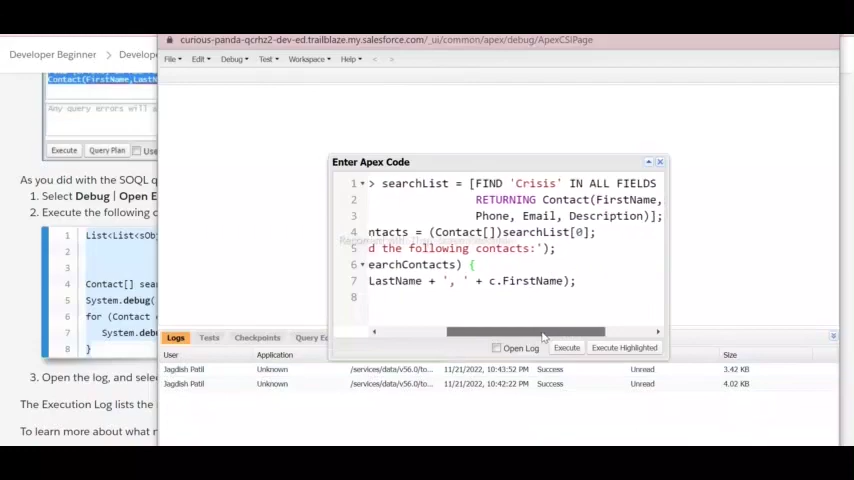 curious-panda-qcrhz2-dev-ed.trailblaze.my.salesforce.com/_ui/common/apex/debug/ApexCSIPage
Developer Beginner > Develop
File Edit Debug Test Workspace Help < >
Contact(FirstName,LastN
Any query errors will a
Execute Query Plan Use
As you did with the SOQL q
1. Select Debug | Open E
2. Execute the following c
1 List<List<sObj
2
3
4 Contact[] sear
5 System.debug(
6 for (Contact c
7 System.debu
8 }
3. Open the log, and selec
The Execution Log lists the
To learn more about what
Enter Apex Code
1 > searchList = [FIND 'Crisis' IN ALL FIELDS
2 RETURNING Contact(FirstName,
3 Phone, Email, Description)];
4 ntacts = (Contact[])searchList[0];
5 d the following contacts:');
6 earchContacts) {
7 LastName + ', ' + c.FirstName);
8
Open Log Execute Execute Highlighted
Logs Tests Checkpoints Query Ed
User Application Size
Jagdish Patil Unknown /services/data/v56.0/to... 11/21/2022, 10:43:52 PM Success Unread 3.42 KB
Jagdish Patil Unknown /services/data/v56.0/to... 11/21/2022, 10:42:22 PM Success Unread 4.02 KB